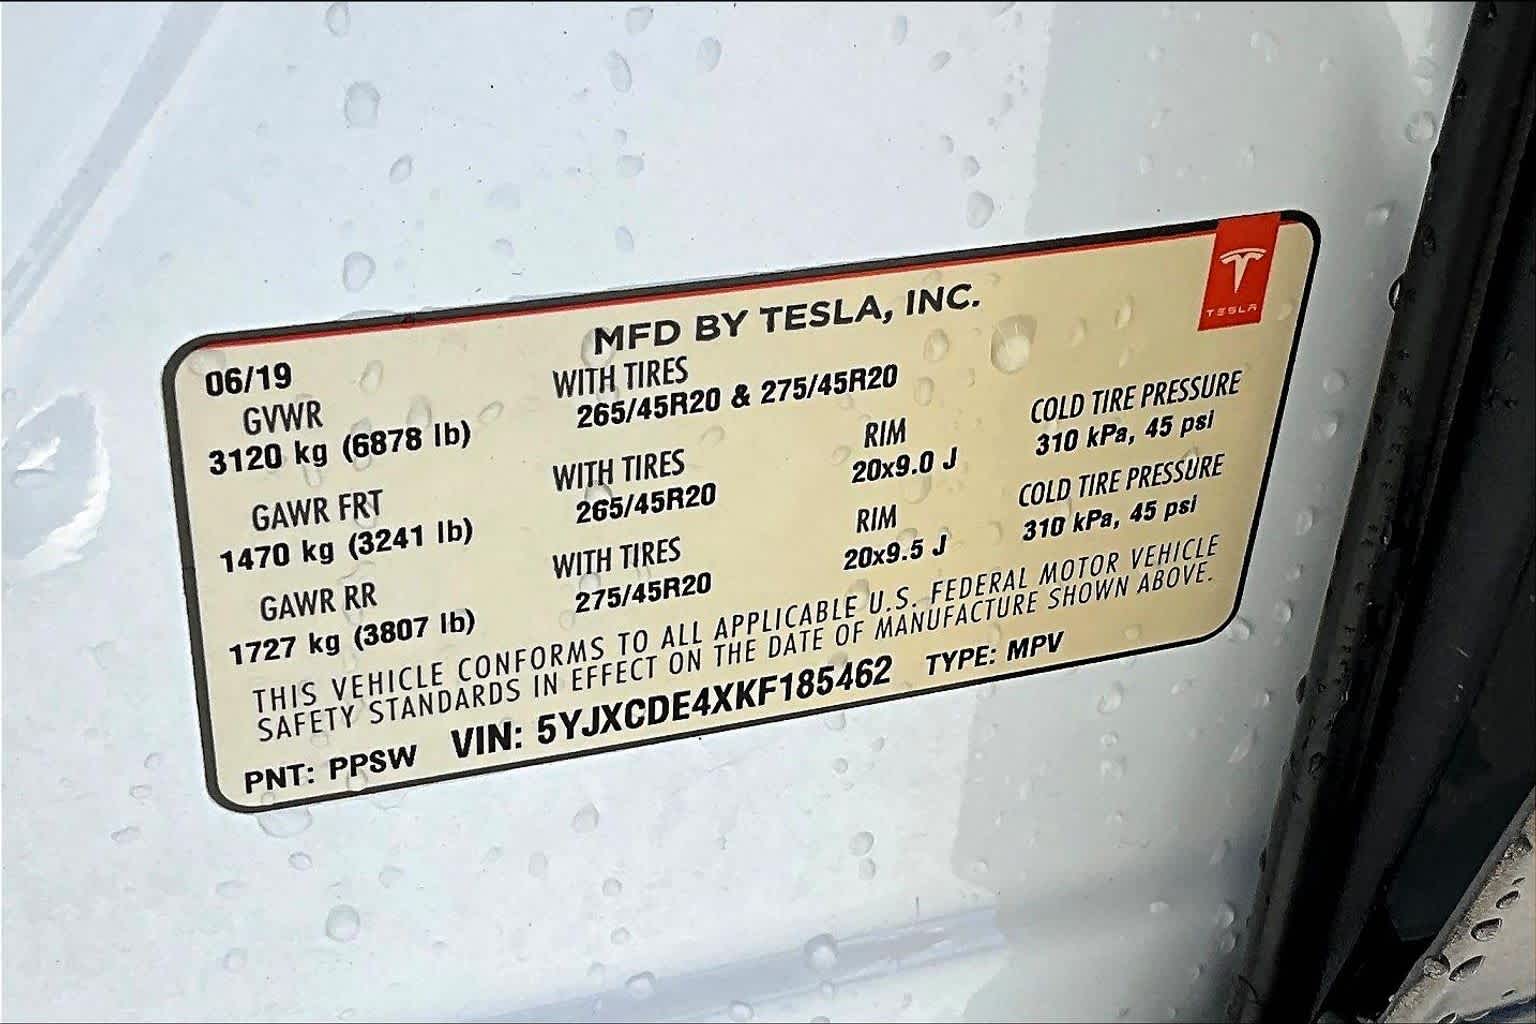 MFD BY TESLA, INC.
TESLA
06/19
GVWR
3120 kg (6878 lb)
WITH TIRES
265/45R20 & 275/45R20
GAWR FRT
1470 kg (3241 lb)
WITH TIRES
265/45R20
RIM
20x9.0 J
COLD TIRE PRESSURE
310 kPa, 45 psi
GAWR RR
1727 kg (3807 lb)
WITH TIRES
275/45R20
RIM
20x9.5 J
COLD TIRE PRESSURE
310 kPa, 45 psi
THIS VEHICLE CONFORMS TO ALL APPLICABLE U.S. FEDERAL MOTOR VEHICLE
SAFETY STANDARDS IN EFFECT ON THE DATE OF MANUFACTURE SHOWN ABOVE.
PNT: PPSW VIN: 5YJXCDE4XKF185462 TYPE: MPV